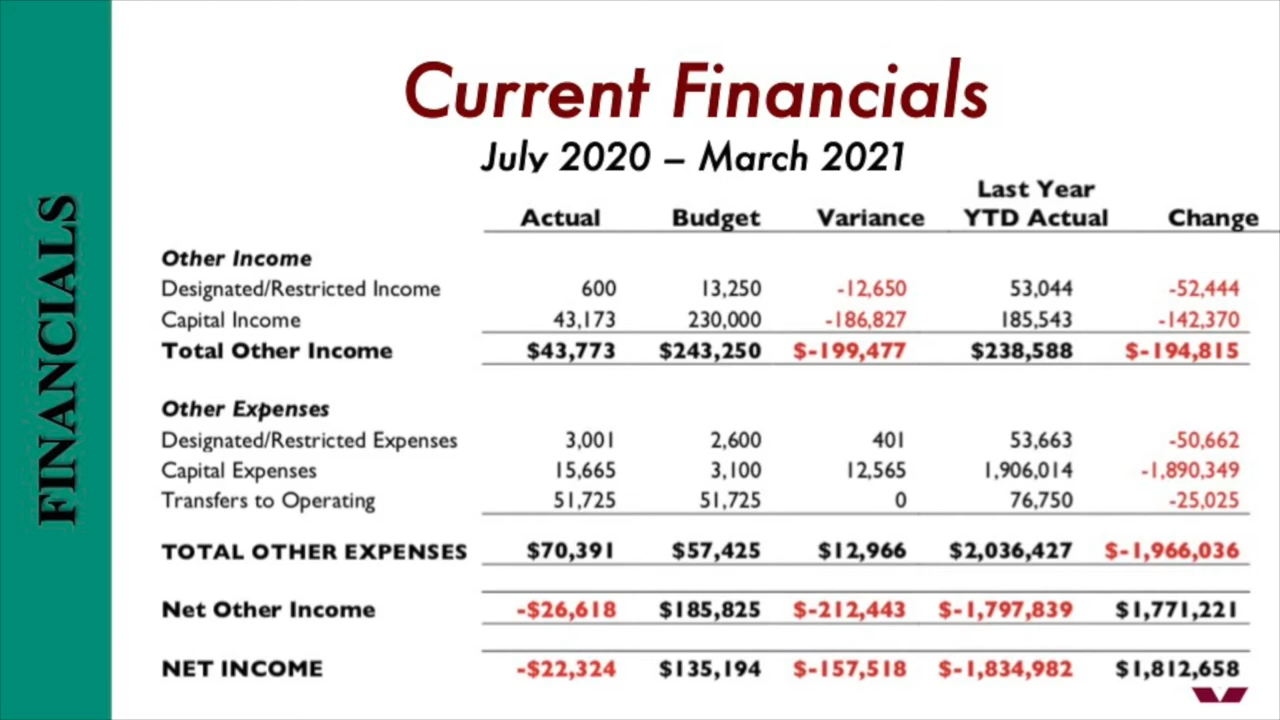 FINANCIALS
Current Financials
July 2020 – March 2021
Last Year
Actual Budget Variance YTD Actual Change
Other Income
Designated/Restricted Income 600 13,250 -12,650 53,044 -52,444
Capital Income 43,173 230,000 -186,827 185,543 -142,370
Total Other Income $43,773 $243,250 $-199,477 $238,588 $-194,815
Other Expenses
Designated/Restricted Expenses 3,001 2,600 401 53,663 -50,662
Capital Expenses 15,665 3,100 12,565 1,906,014 -1,890,349
Transfers to Operating 51,725 51,725 0 76,750 -25,025
TOTAL OTHER EXPENSES $70,391 $57,425 $12,966 $2,036,427 $-1,966,036
Net Other Income -$26,618 $185,825 $-212,443 $-1,797,839 $1,771,221
NET INCOME -$22,324 $135,194 $-157,518 $-1,834,982 $1,812,658